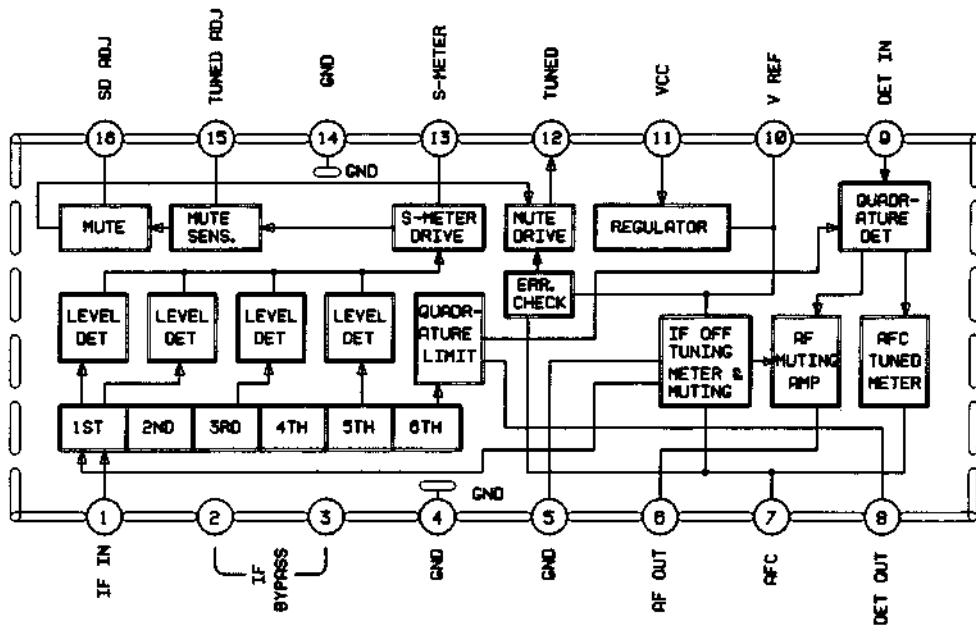 SD ADJ
TUNED ADJ
GND
S-METER
TUNED
VCC
V REF
DET IN
16
15
14
13
12
11
10
9
GND
MUTE
MUTE
SENS.
S-METER
DRIVE
MUTE
DRIVE
REGULATOR
QUADR-
ATURE
DET
ERR.
CHECK
LEVEL
DET
LEVEL
DET
LEVEL
DET
LEVEL
DET
QUADR-
ATURE
LIMIT
IF OFF
TUNING
METER &
MUTING
AF
MUTING
AMP
AFC
TUNED
METER
1ST
2ND
3RD
4TH
5TH
6TH
GND
1
2
3
4
5
6
7
8
IF IN
IF
BYPASS
GND
GND
AF OUT
AFC
DET OUT